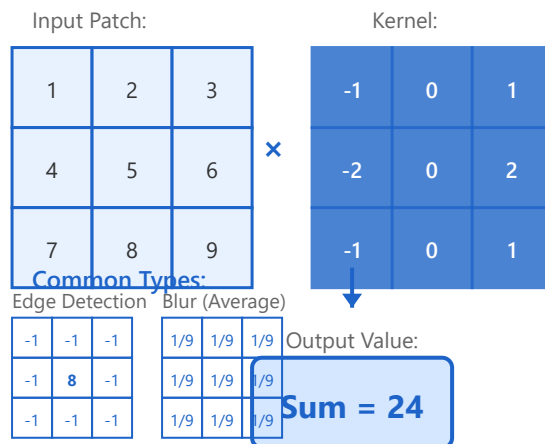 Input Patch:
Kernel:
1 2 3
4 5 6
7 8 9
×
-1 0 1
-2 0 2
-1 0 1
Common Types:
Edge Detection
-1 -1 -1
-1 8 -1
-1 -1 -1
Blur (Average)
1/9 1/9 1/9
1/9 1/9 1/9
1/9 1/9 1/9
Output Value:
Sum = 24